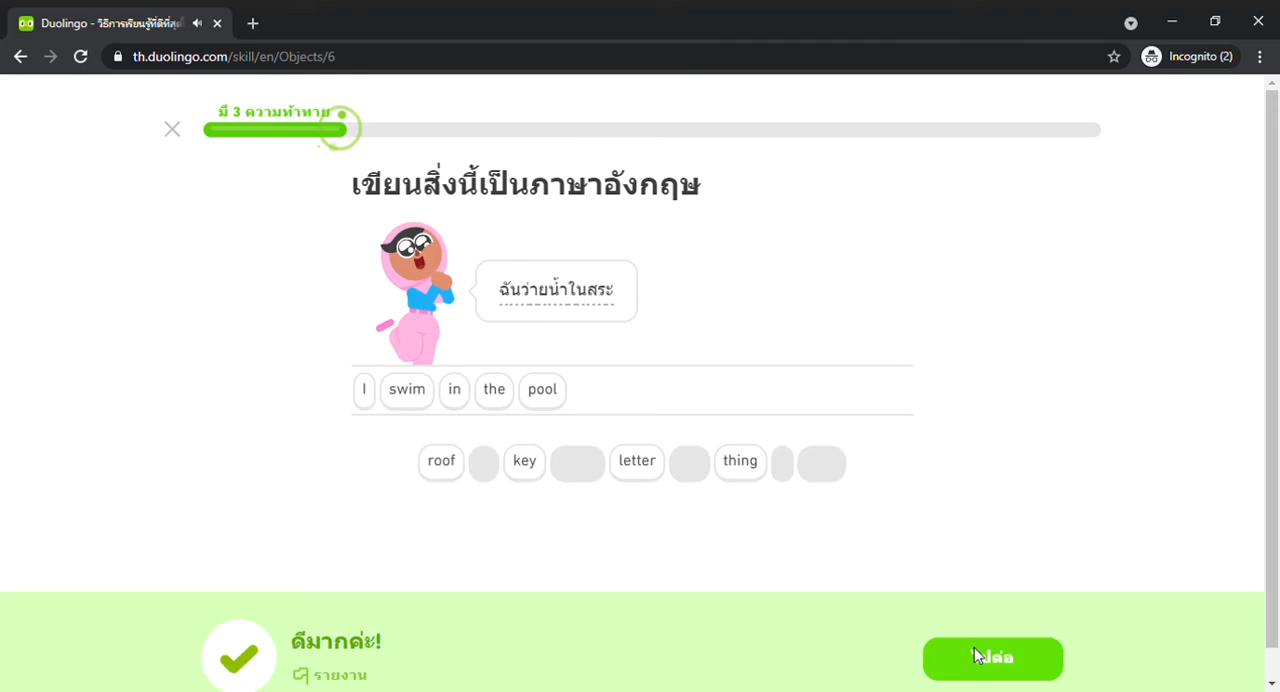 Duolingo - วิธีการเรียนรู้ที่ดีที่สุดใ
th.duolingo.com/skill/en/Objects/6
Incognito (2)
มี 3 ความท้าทาย
เขียนสิ่งนี้เป็นภาษาอังกฤษ
ฉันว่ายน้ำในสระ
I swim in the pool
roof key letter thing
ดีมากค่ะ!
รายงาน
ไปต่อ